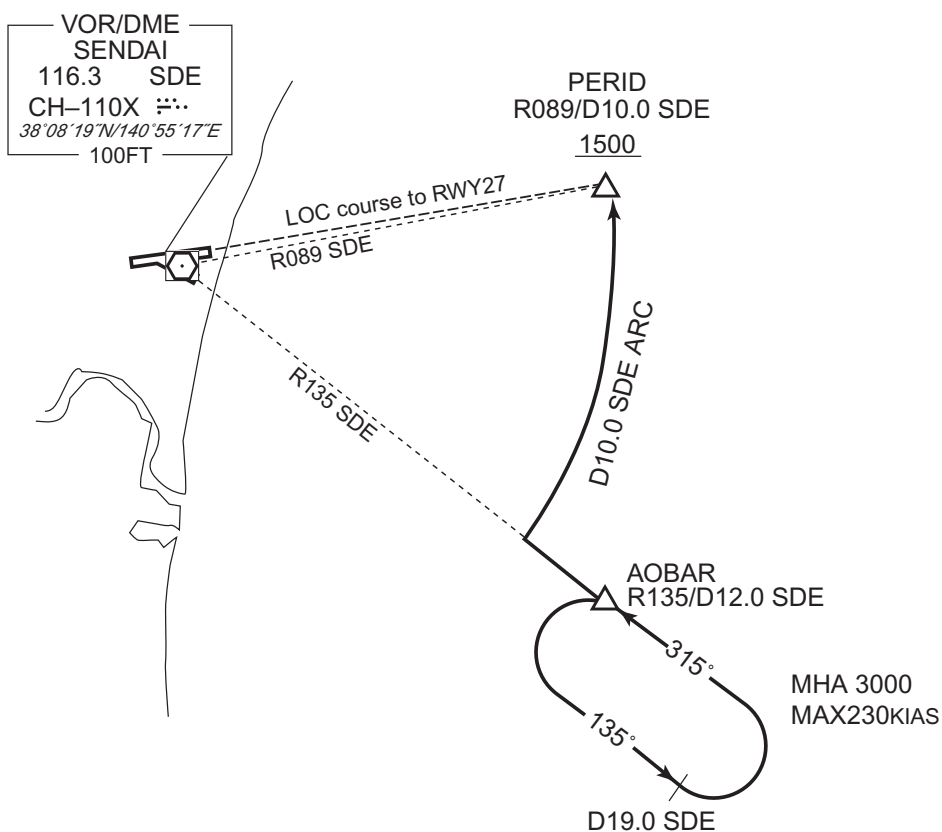 VOR/DME
SENDAI
116.3 SDE
CH–110X
38°08´19˝N/140°55´17˝E
100FT
PERID
R089/D10.0 SDE
1500
LOC course to RWY27
R089 SDE
R135 SDE
D10.0 SDE ARC
AOBAR
R135/D12.0 SDE
315°
MHA 3000
MAX230KIAS
135°
D19.0 SDE